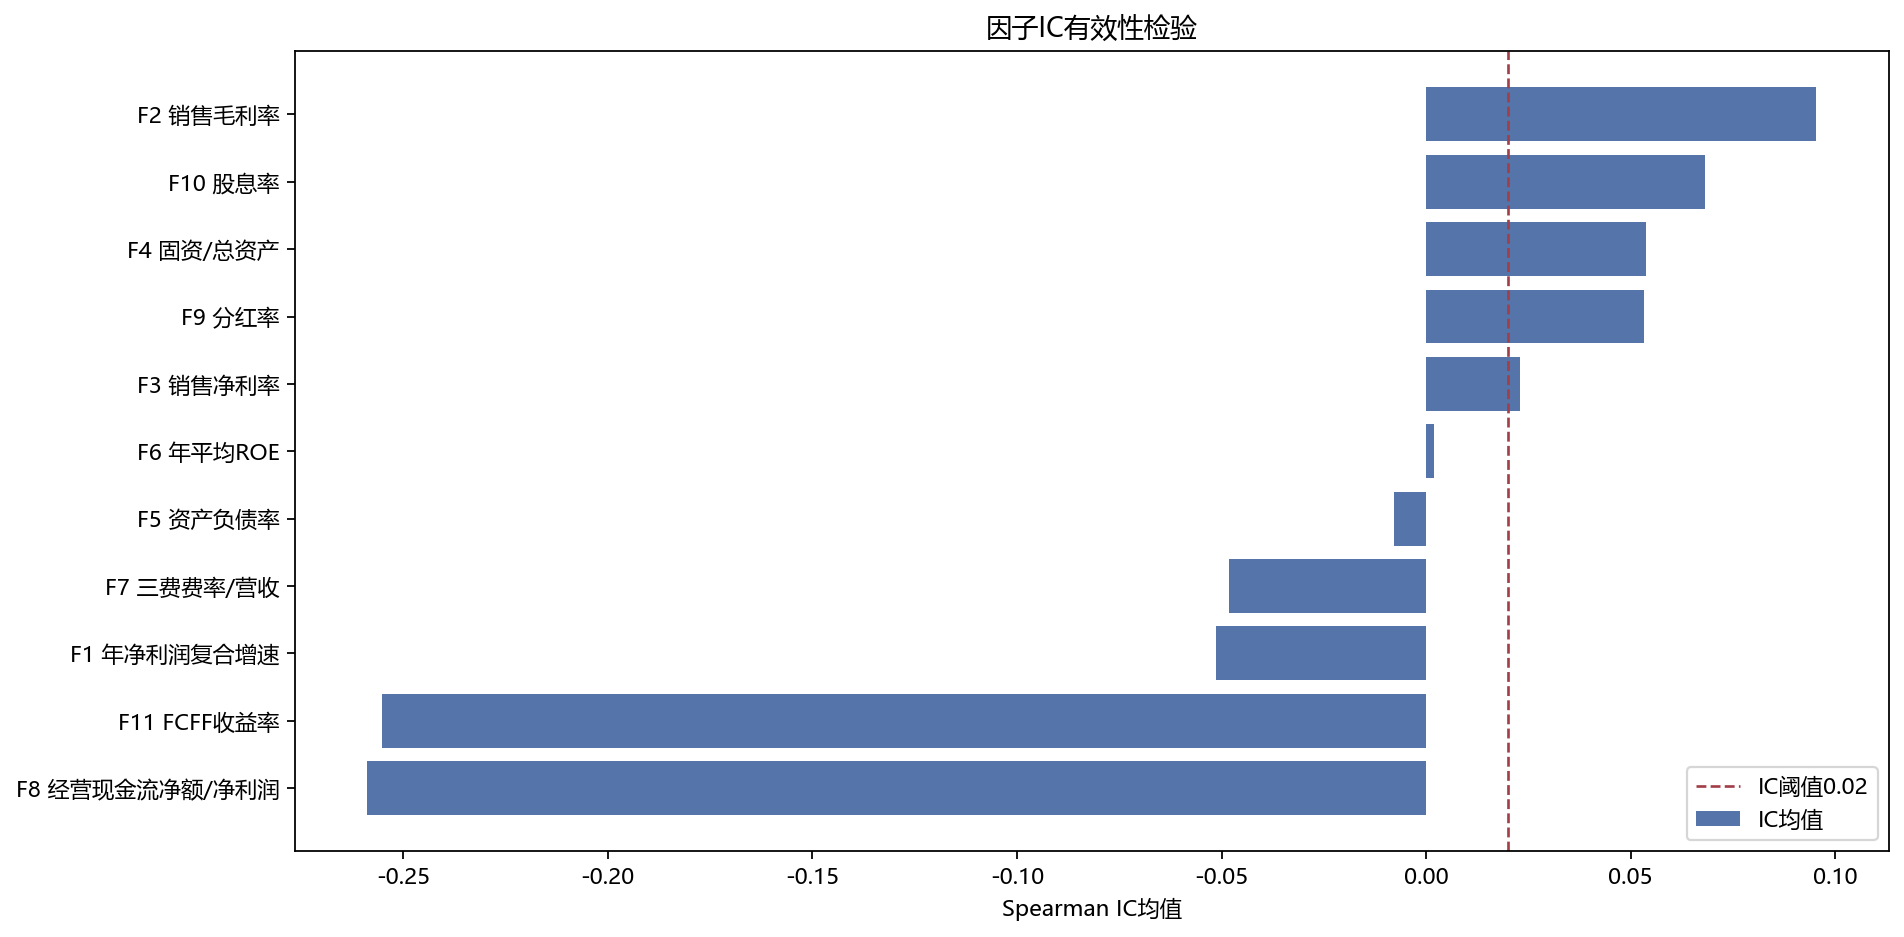 因子IC有效性检验
F2 销售毛利率
F10 股息率
F4 固资/总资产
F9 分红率
F3 销售净利率
F6 年平均ROE
F5 资产负债率
F7 三费费率/营收
F1 年净利润复合增速
F11 FCFF收益率
F8 经营现金流净额/净利润
IC阈值0.02
IC均值
-0.25 -0.20 -0.15 -0.10 -0.05 0.00 0.05 0.10
Spearman IC均值